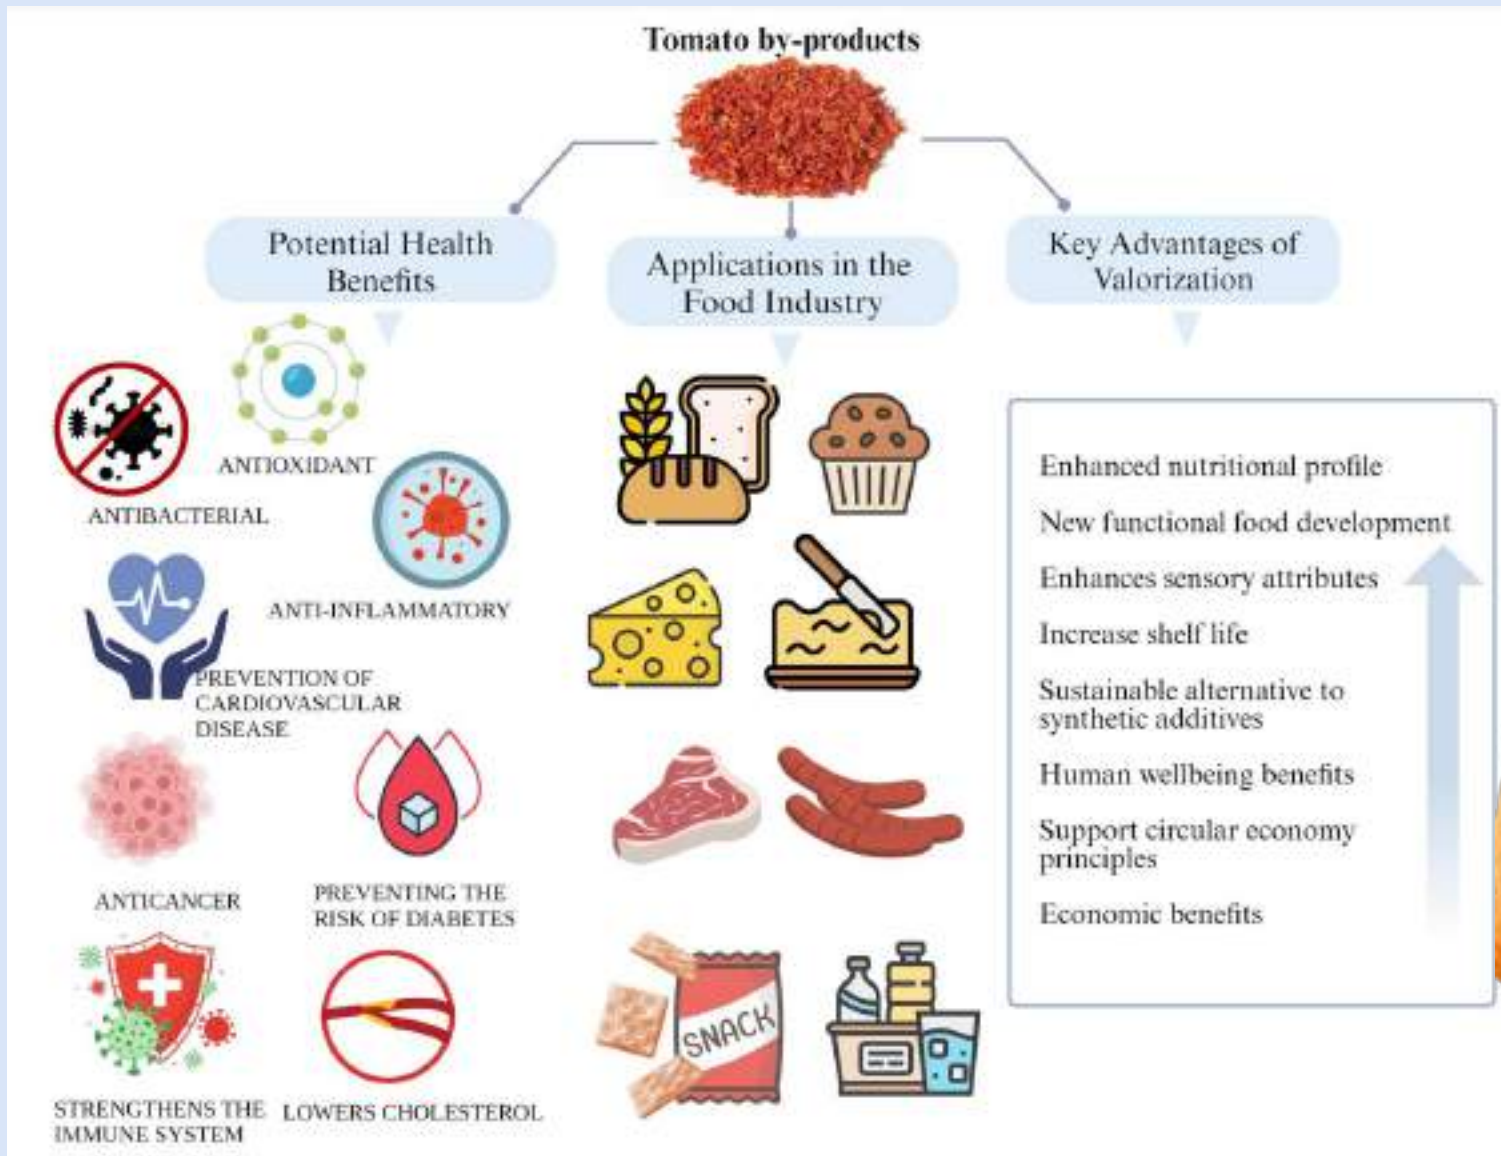 Tomato by-products
Potential Health
Benefits
Applications in the
Food Industry
Key Advantages of
Valorization
ANTIOXIDANT
ANTIBACTERIAL
ANTI-INFLAMMATORY
PREVENTION OF
CARDIOVASCULAR
DISEASE
ANTICANCER
PREVENTING THE
RISK OF DIABETES
STRENGTHENS THE
IMMUNE SYSTEM
LOWERS CHOLESTEROL
SNACK
Enhanced nutritional profile
New functional food development
Enhances sensory attributes
Increase shelf life
Sustainable alternative to
synthetic additives
Human wellbeing benefits
Support circular economy
principles
Economic benefits